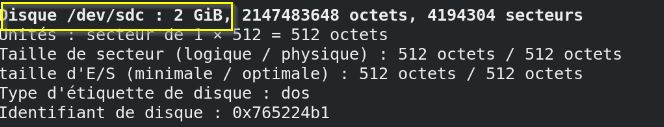 Disque /dev/sdc : 2 GiB, 2147483648 octets, 4194304 secteurs
Unités : secteur de 1 × 512 = 512 octets
Taille de secteur (logique / physique) : 512 octets / 512 octets
taille d'E/S (minimale / optimale) : 512 octets / 512 octets
Type d'étiquette de disque : dos
Identifiant de disque : 0x765224b1